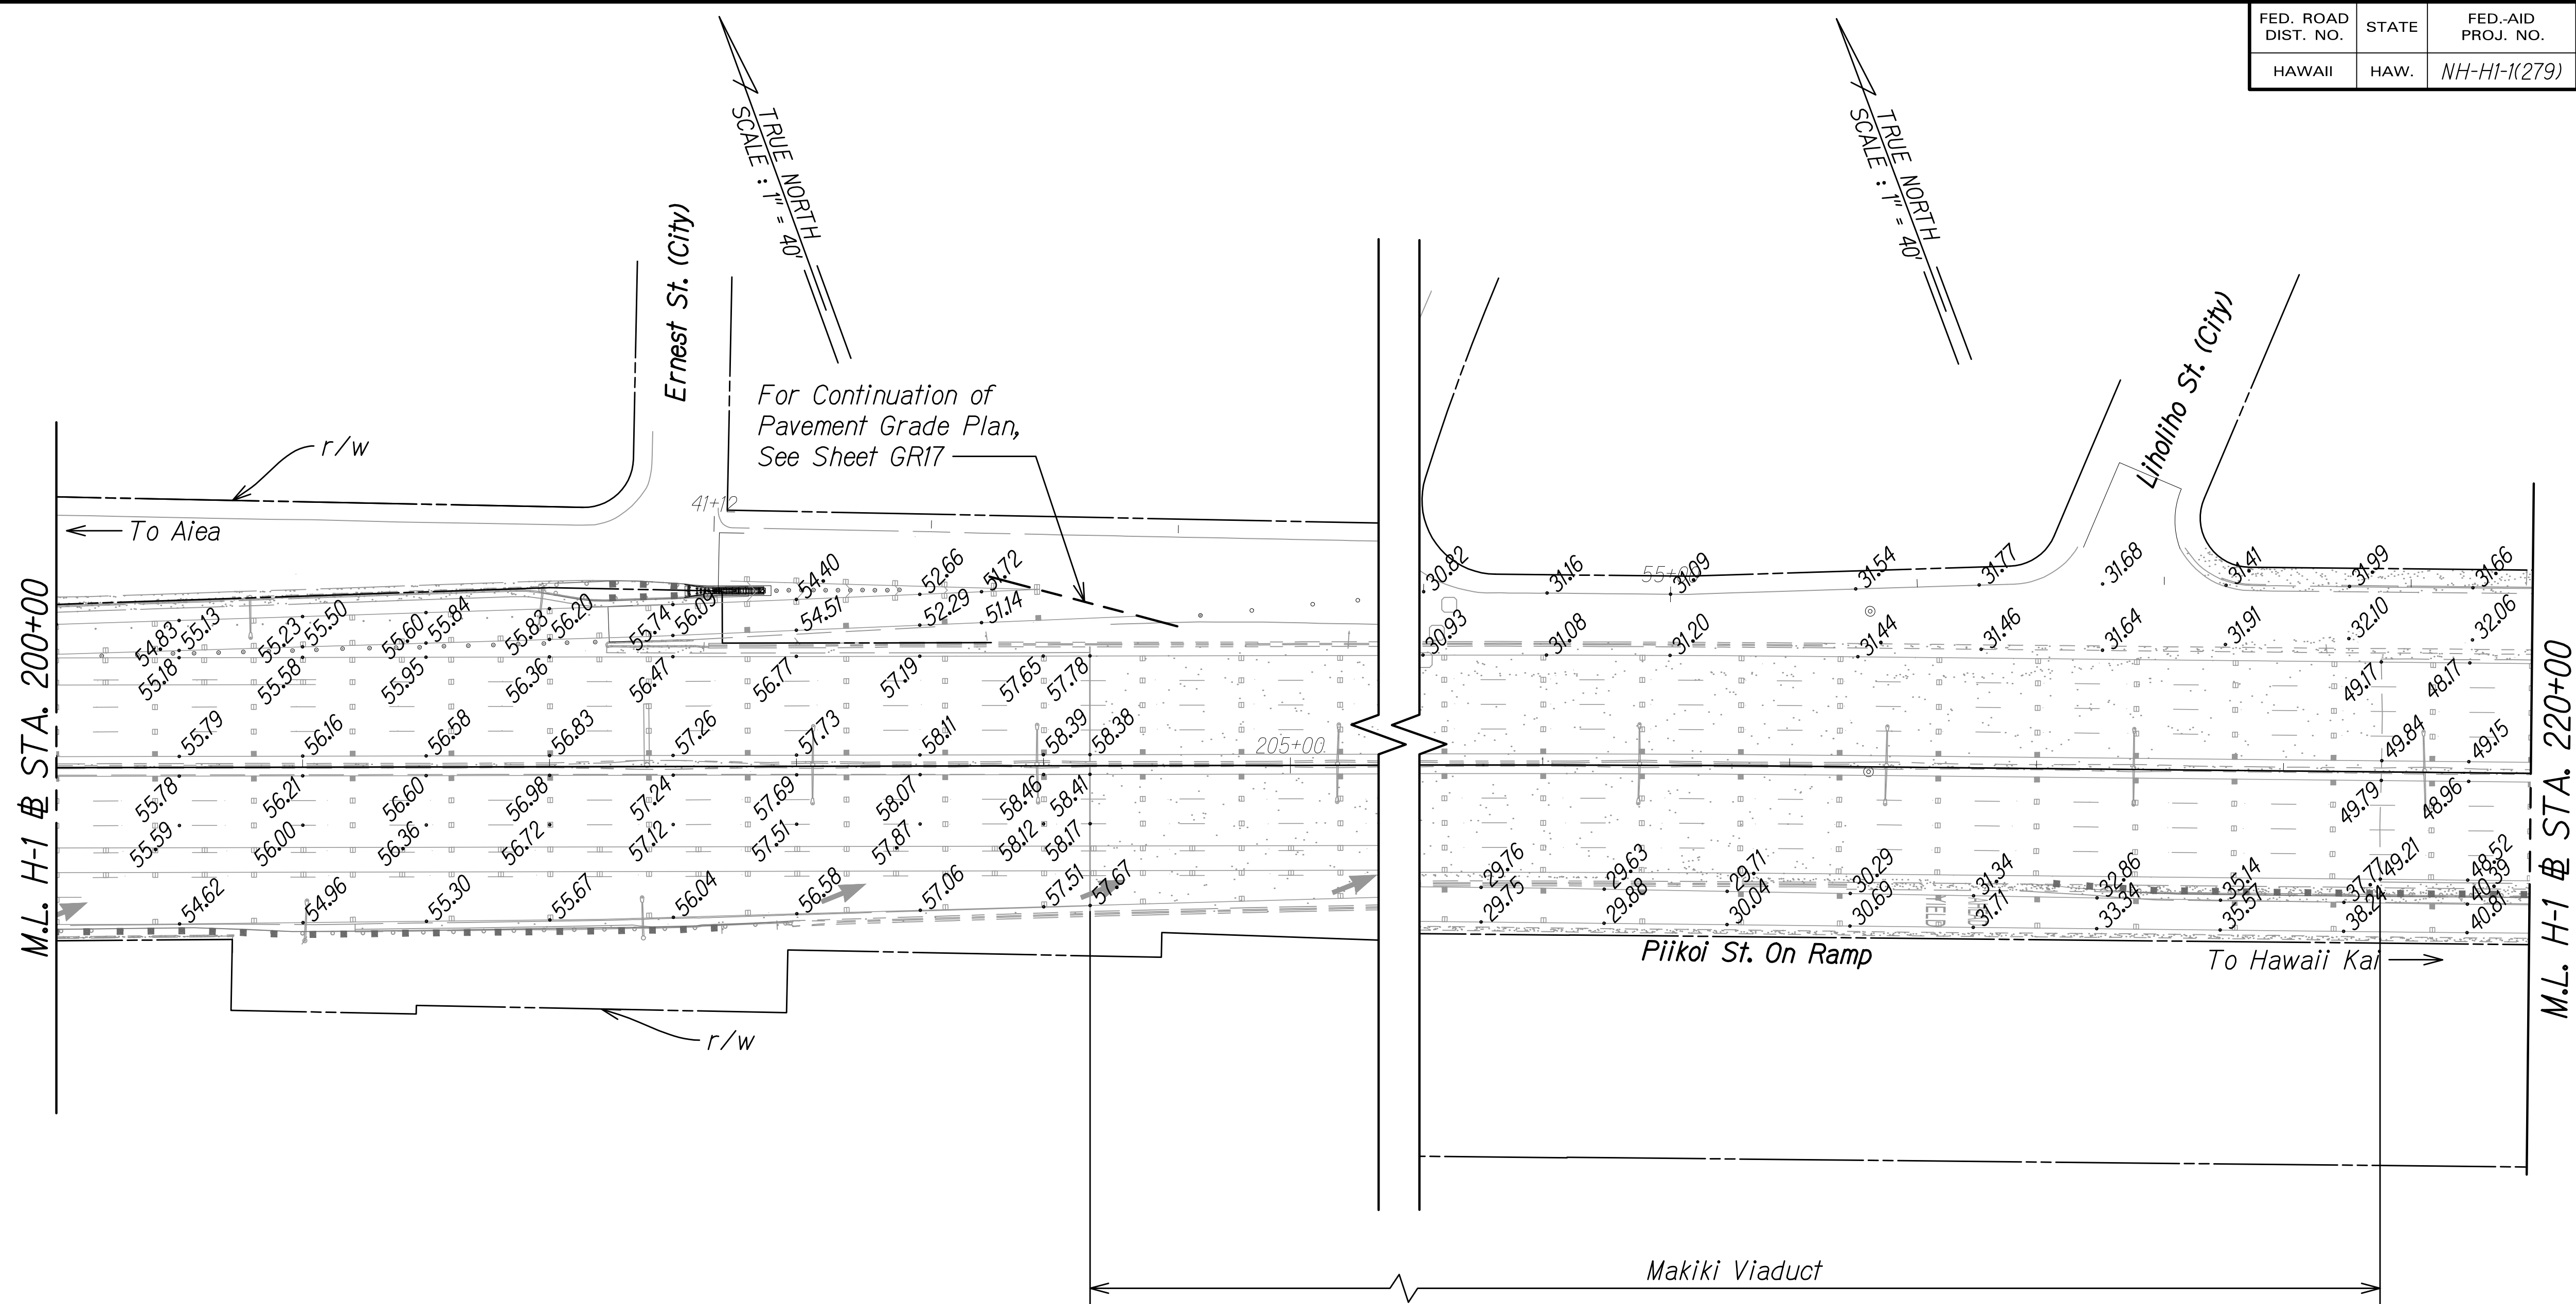 FED. ROAD DIST. NO.
STATE
FED.-AID PROJ. NO.
HAWAII
HAW.
NH-H1-1(279)
TRUE NORTH
SCALE : 1" = 40'
TRUE NORTH
SCALE : 1" = 40'
Ernest St. (City)
Liholiho St. (City)
For Continuation of
Pavement Grade Plan,
See Sheet GR17
r/w
To Aiea
41+12
M.L. H-1 ⅊ STA. 200+00
54.83 55.13 55.23 55.50 55.60 55.84 55.83 56.20 55.74 56.09 54.40 52.66 51.72
54.51 52.29 51.14
55.18 55.58 55.95 56.36 56.47 56.77 57.19 57.65 57.78
55.79 56.16 56.58 56.83 57.26 57.73 58.11 58.39 58.38
205+00
55.78 56.21 56.60 56.98 57.24 57.69 58.07 58.46 58.41
55.59 56.00 56.36 56.72 57.12 57.51 57.87 58.12 58.17
54.62 54.96 55.30 55.67 56.04 56.58 57.06 57.51 57.67
r/w
30.82 31.16 31.09 31.54 31.77 31.68 31.41 31.99 31.66
30.93 31.08 31.20 31.44 31.46 31.64 31.91 32.10 32.06
49.17 48.17
49.84 49.15
49.79 48.96
29.76 29.63 29.71 30.29 31.34 32.86 35.14 37.77 49.21 48.52 40.39
29.75 29.88 30.04 30.69 31.71 33.34 35.57 38.24 40.81
Piikoi St. On Ramp
To Hawaii Kai
M.L. H-1 ⅊ STA. 220+00
Makiki Viaduct